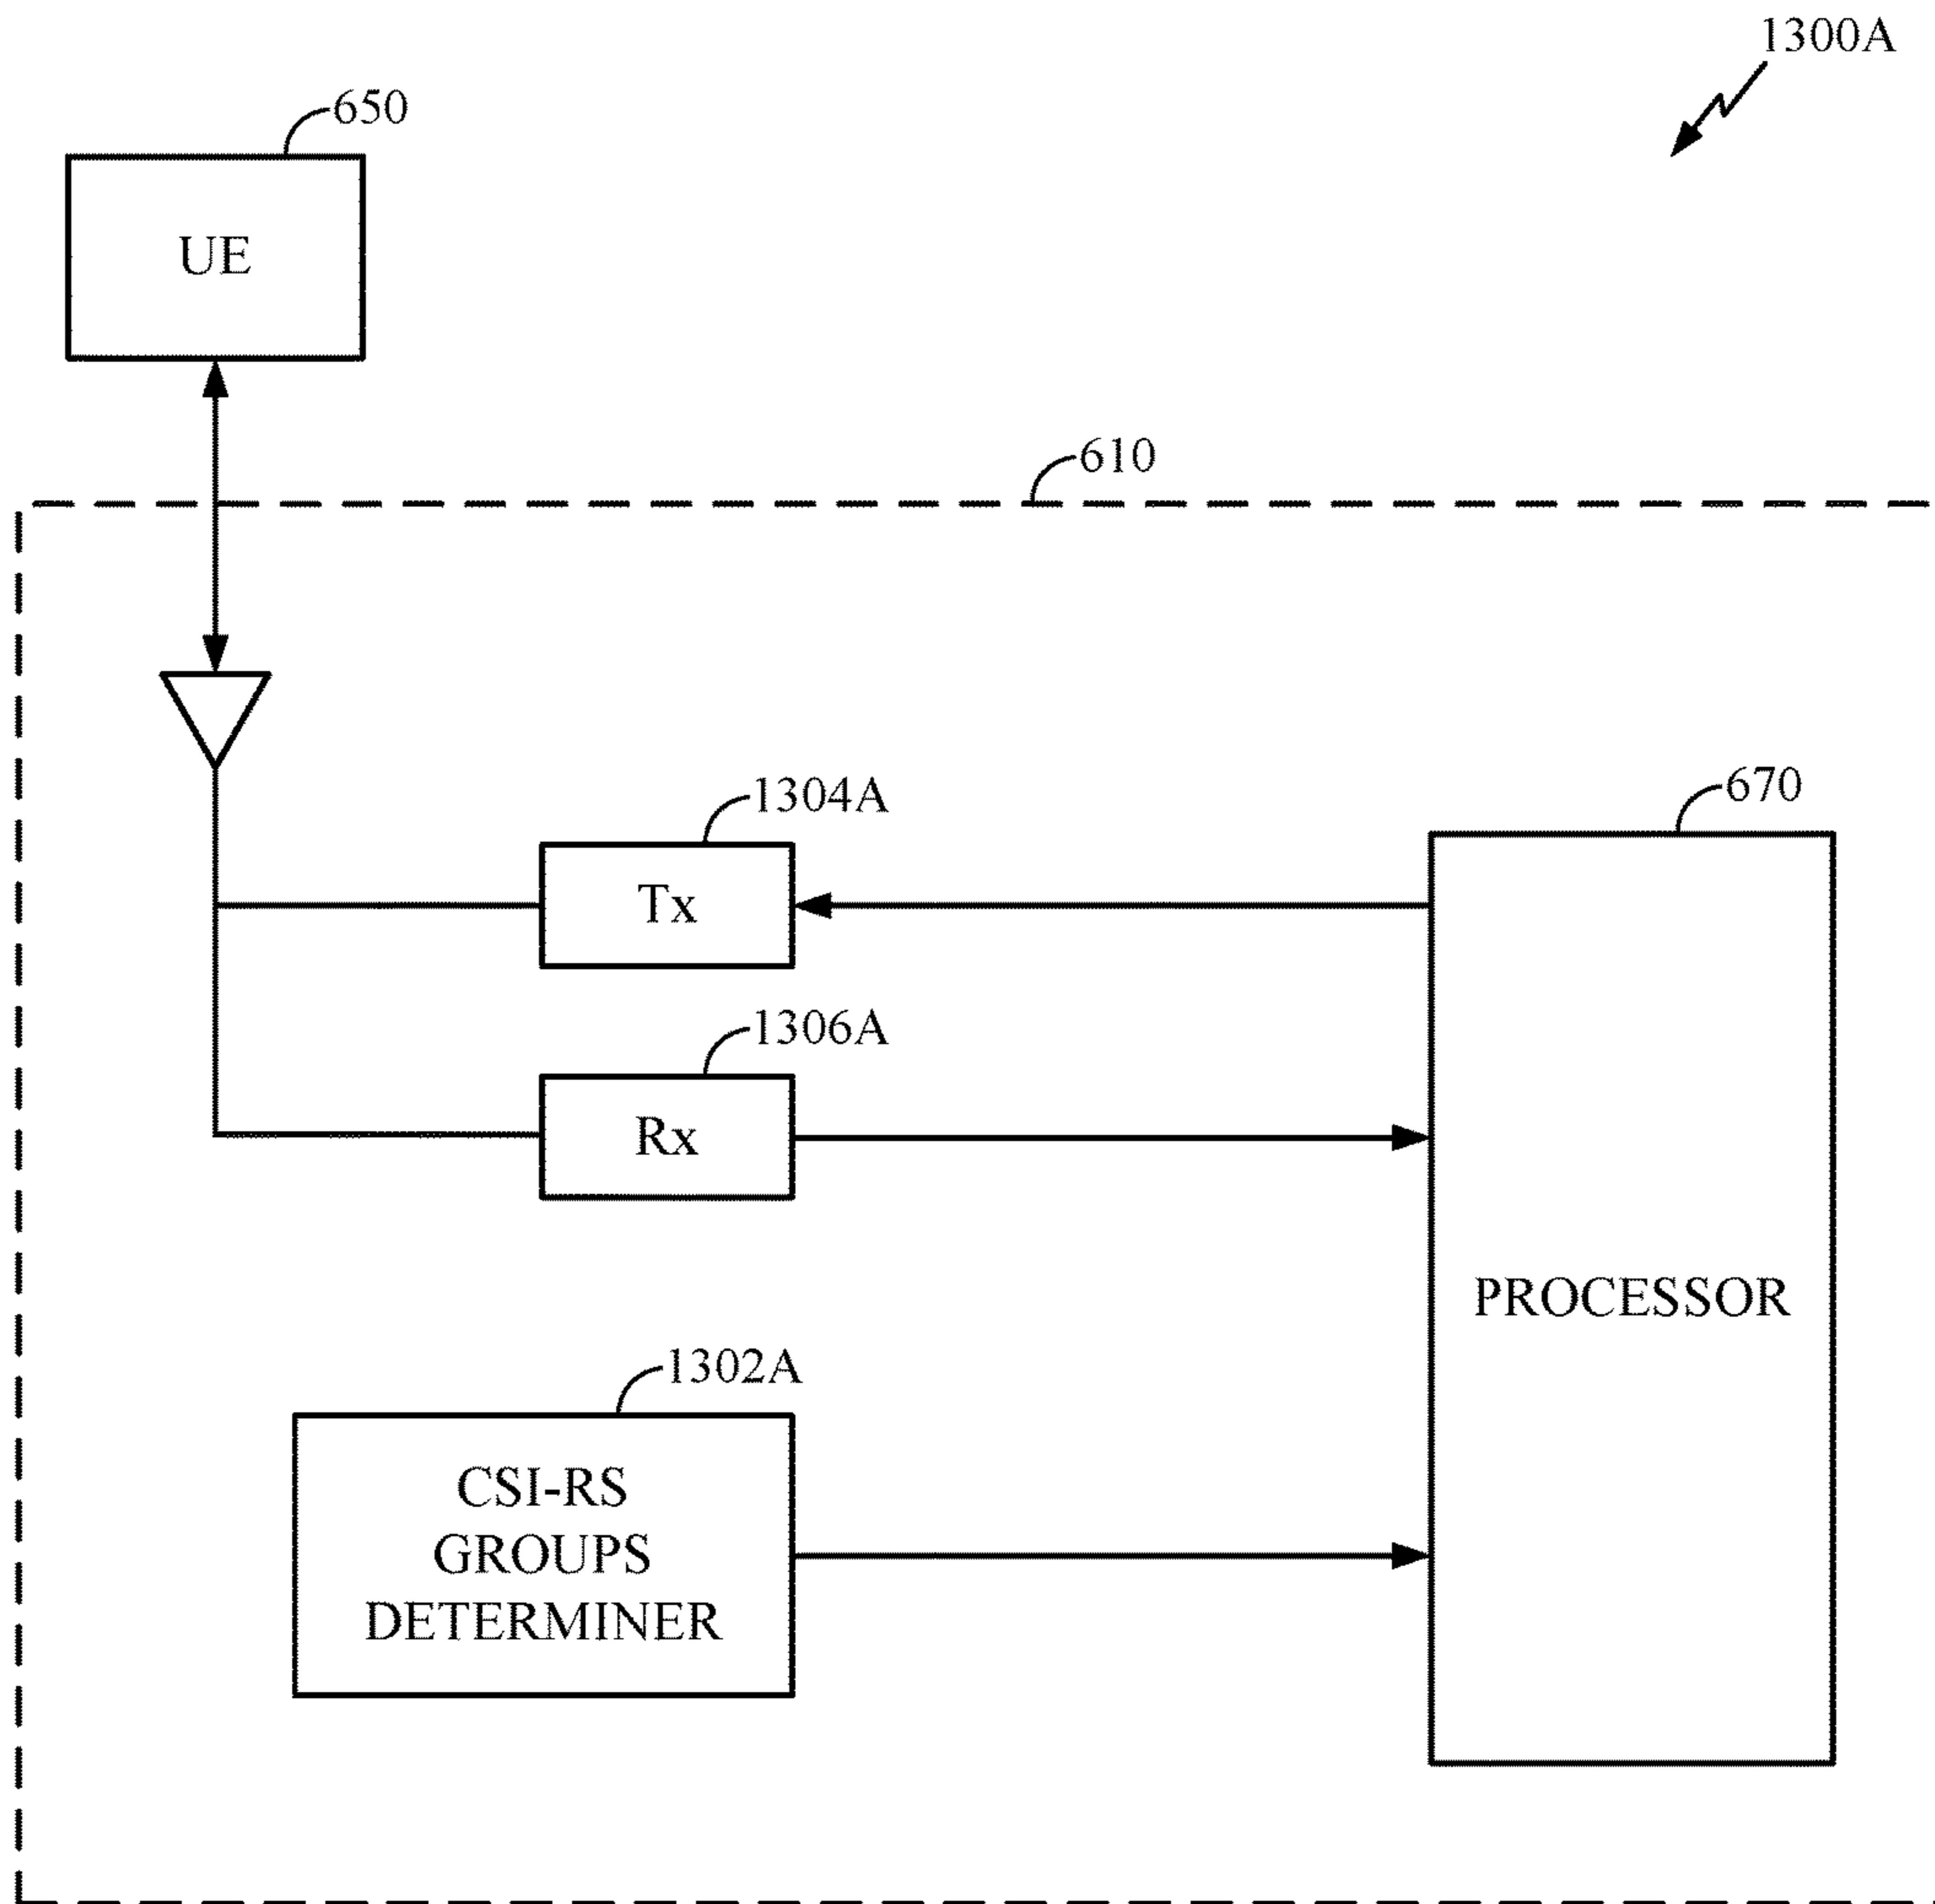 1300A
650
UE
610
1304A
670
Tx
1306A
Rx
PROCESSOR
1302A
CSI-RS
GROUPS
DETERMINER